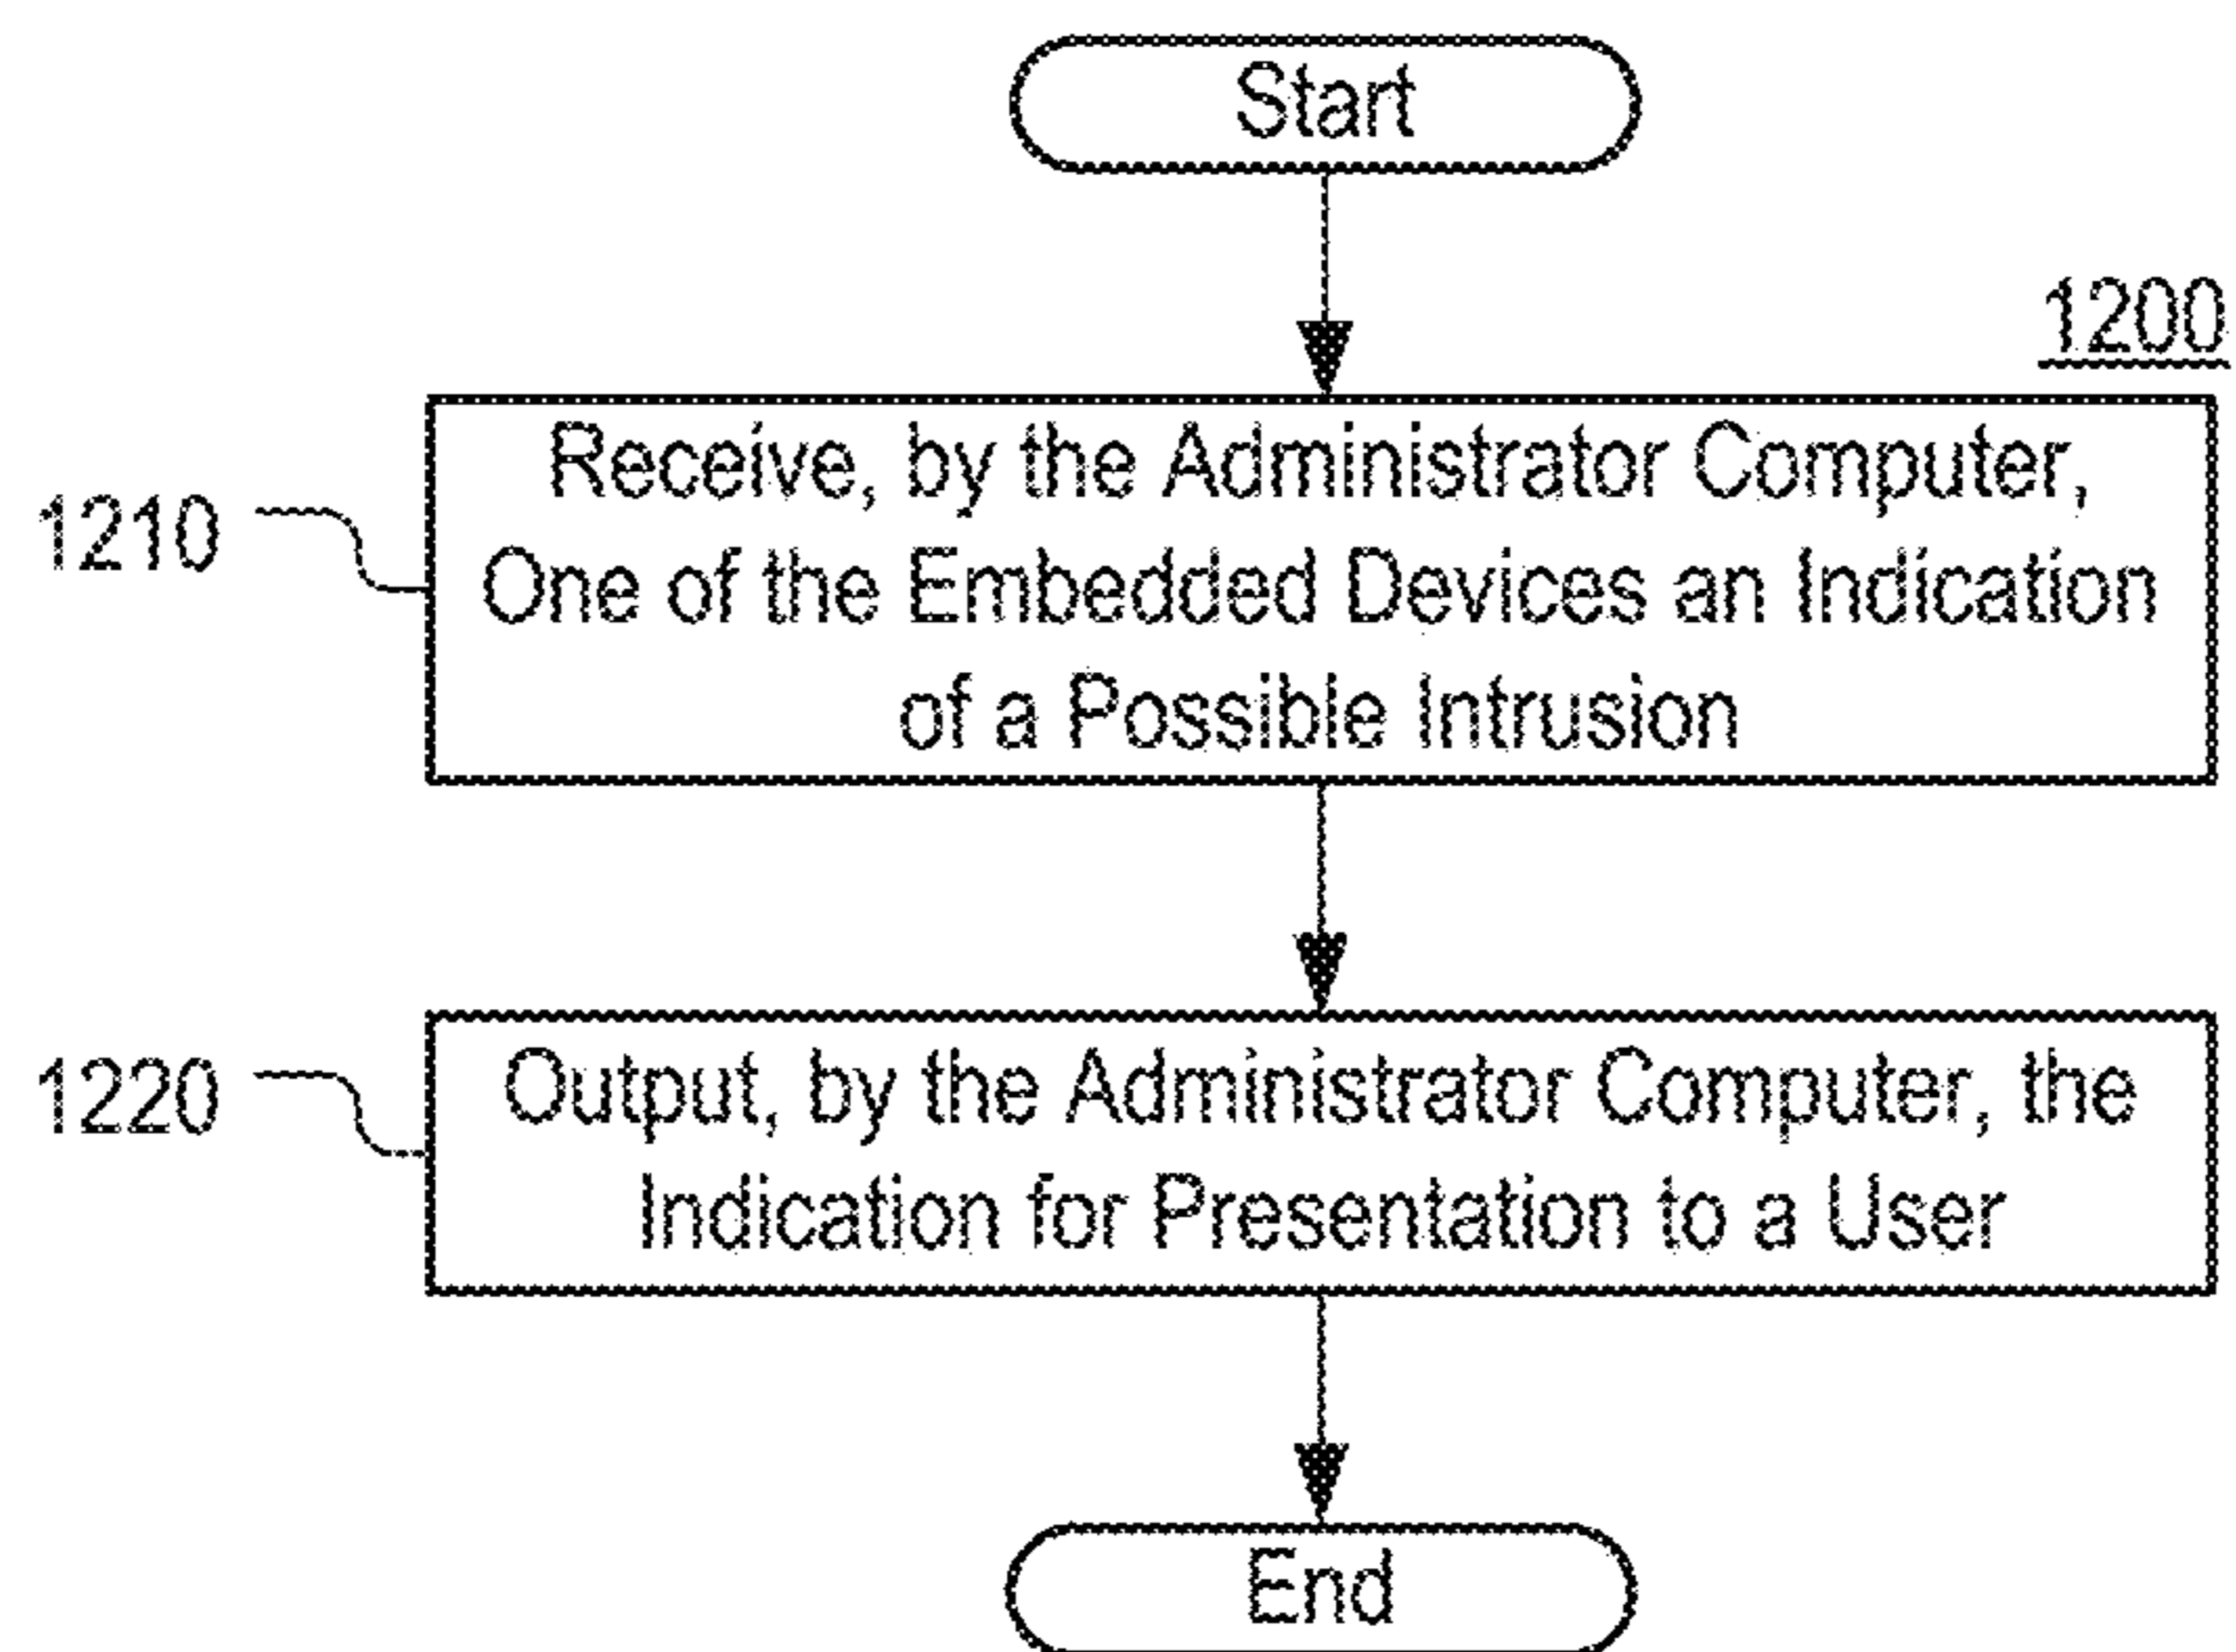 Start
1200
1210
Receive, by the Administrator Computer,
One of the Embedded Devices an Indication
of a Possible Intrusion
1220
Output, by the Administrator Computer, the
Indication for Presentation to a User
End